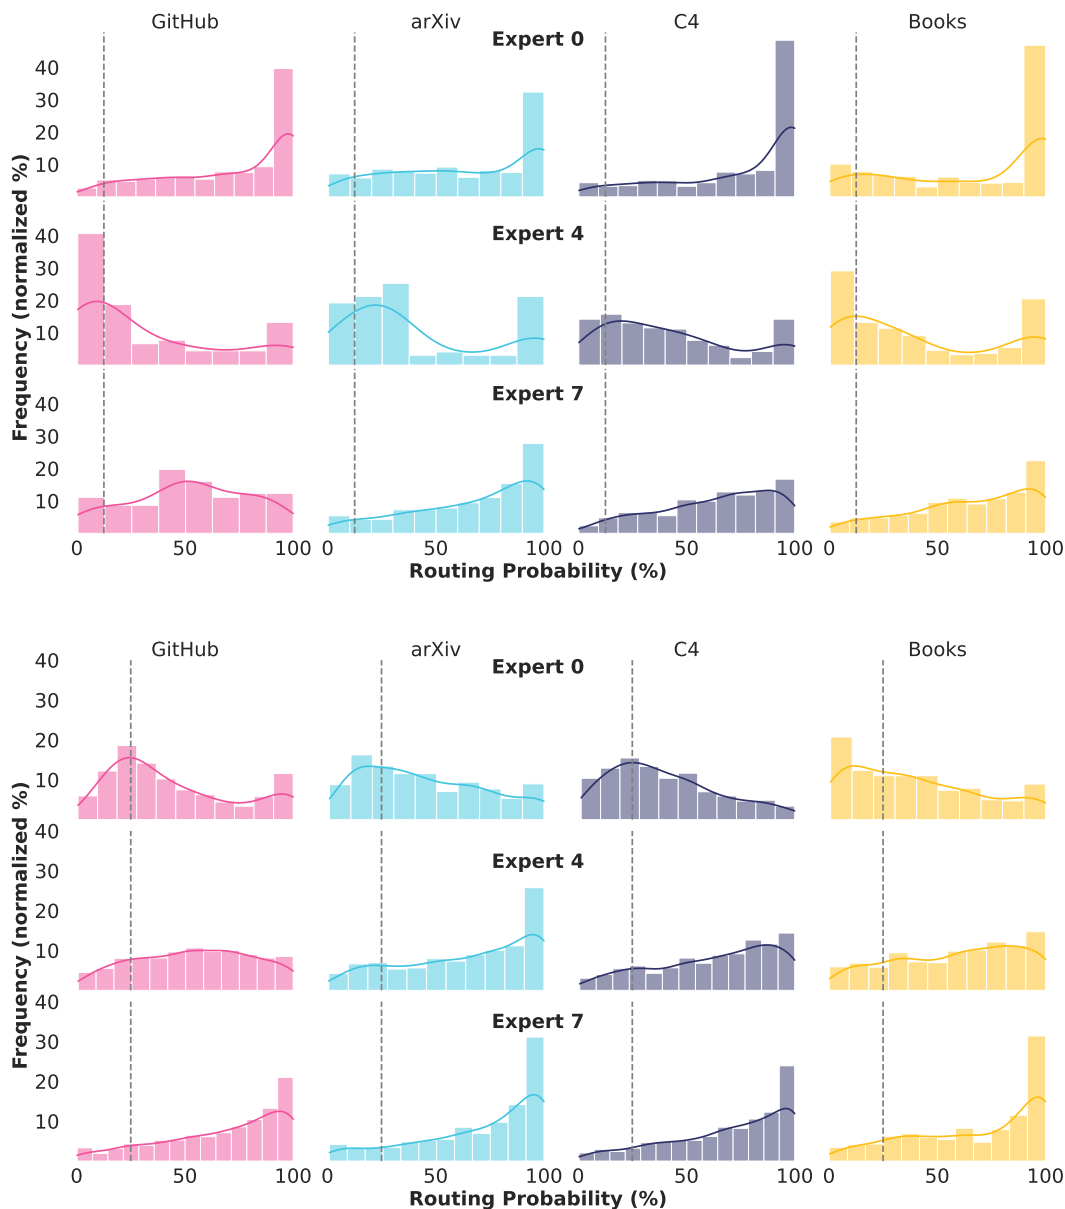 GitHub arXiv C4 Books
Expert 0
40
30
20
10
Expert 4
40
30
20
10
Expert 7
40
30
20
10
Frequency (normalized %)
0 50 100 0 50 100 0 50 100 0 50 100
Routing Probability (%)
GitHub arXiv C4 Books
Expert 0
40
30
20
10
Expert 4
40
30
20
10
Expert 7
40
30
20
10
Frequency (normalized %)
0 50 100 0 50 100 0 50 100 0 50 100
Routing Probability (%)